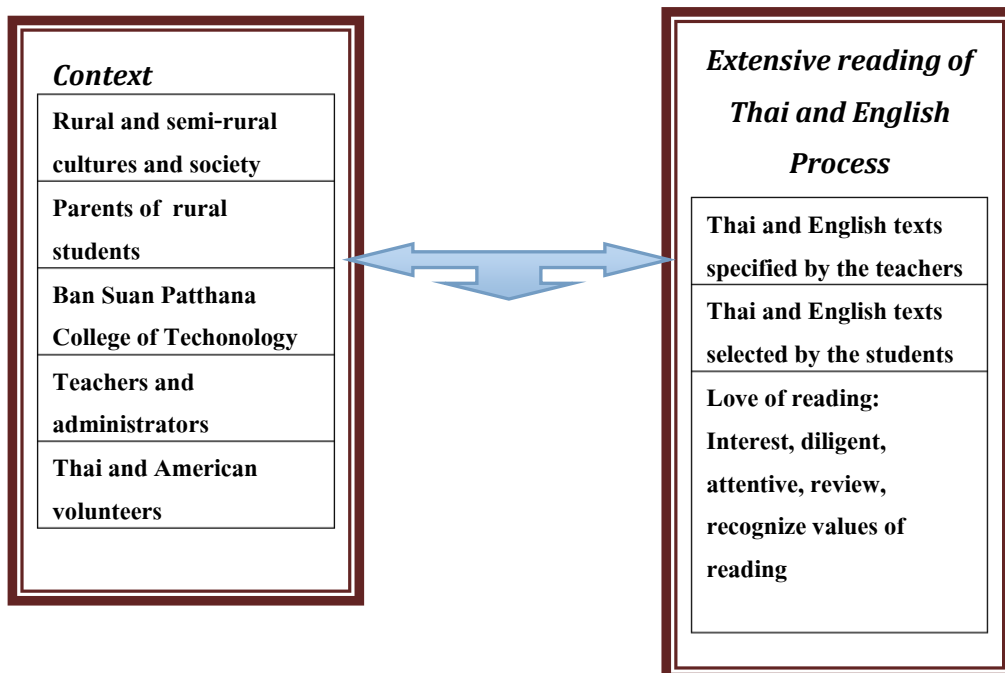 Context
Rural and semi-rural
cultures and society
Parents of rural
students
Ban Suan Patthana
College of Techonology
Teachers and
administrators
Thai and American
volunteers
Extensive reading of
Thai and English
Process
Thai and English texts
specified by the teachers
Thai and English texts
selected by the students
Love of reading:
Interest, diligent,
attentive, review,
recognize values of
reading